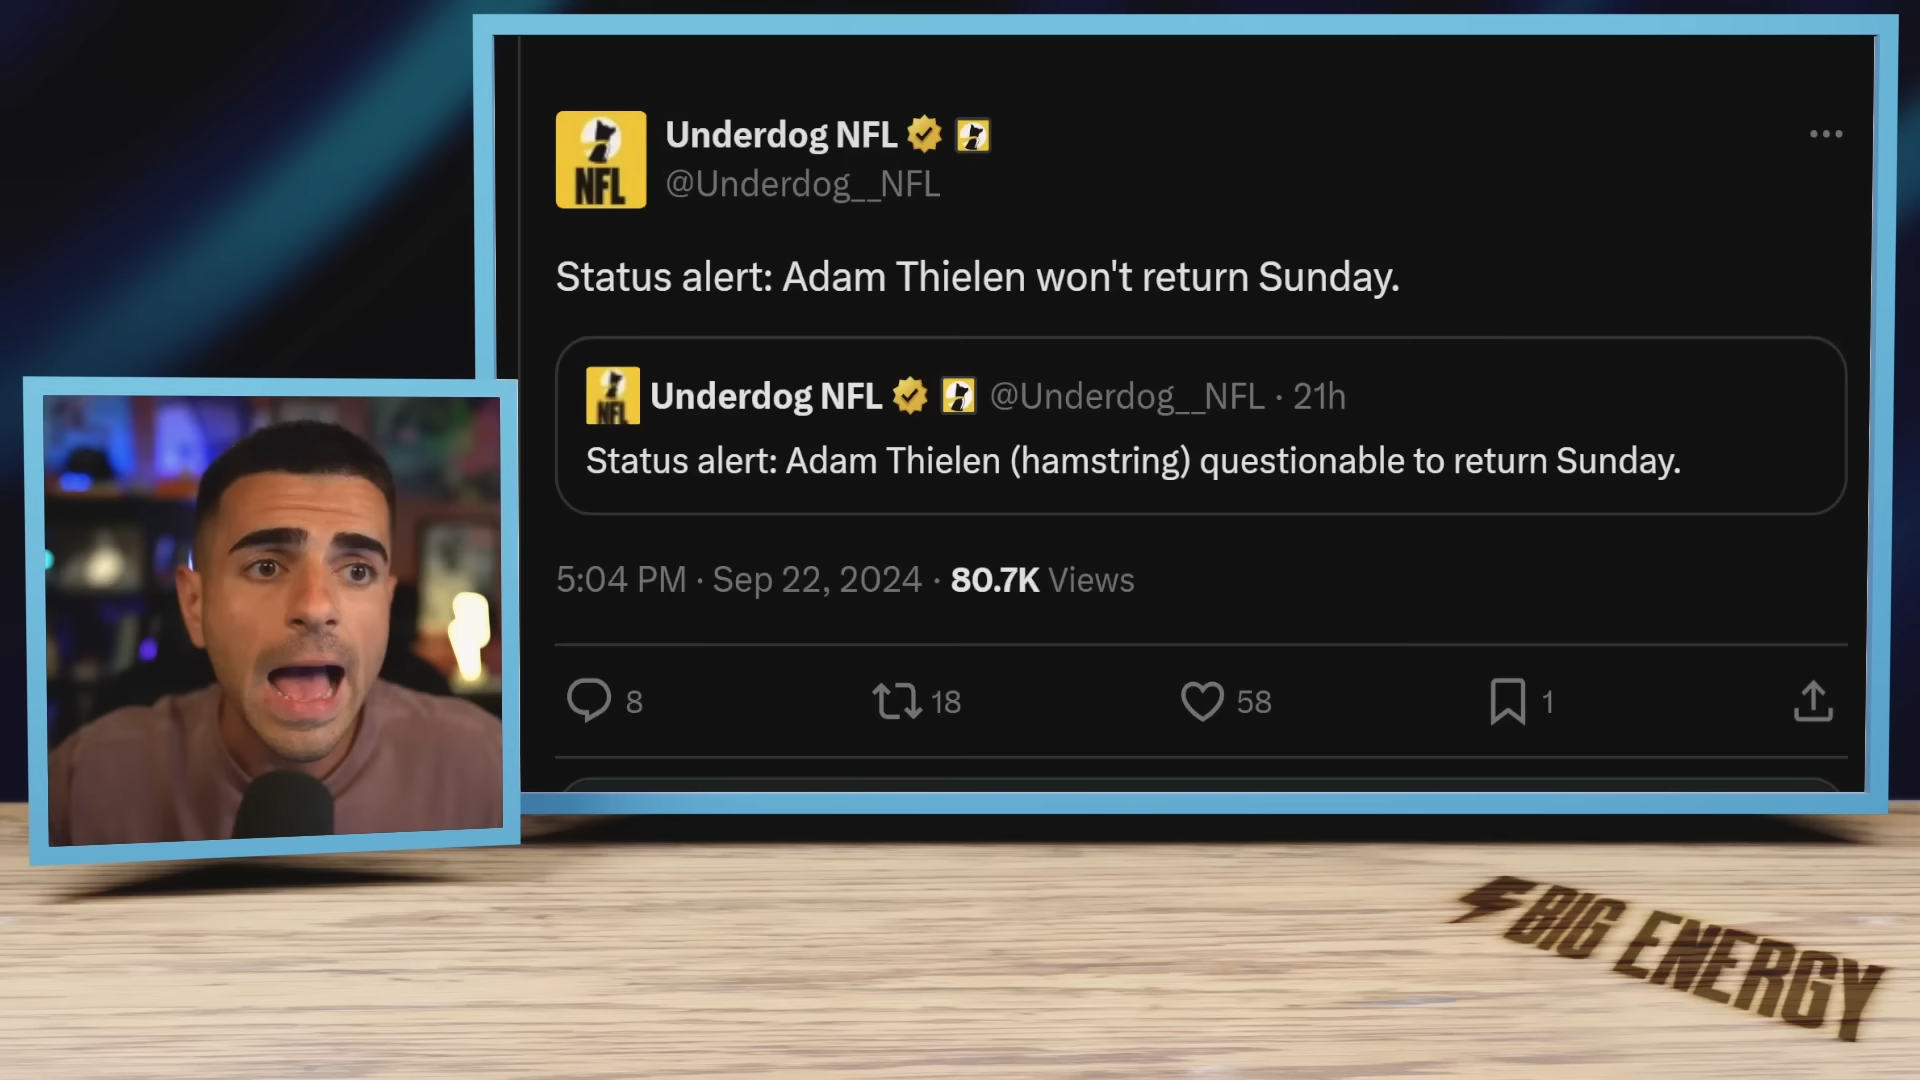 Underdog NFL
NFL
@Underdog__NFL
Status alert: Adam Thielen won't return Sunday.
Underdog NFL @Underdog__NFL · 21h
NFL
Status alert: Adam Thielen (hamstring) questionable to return Sunday.
5:04 PM · Sep 22, 2024 · 80.7K Views
8 18 58 1
BIG ENERGY